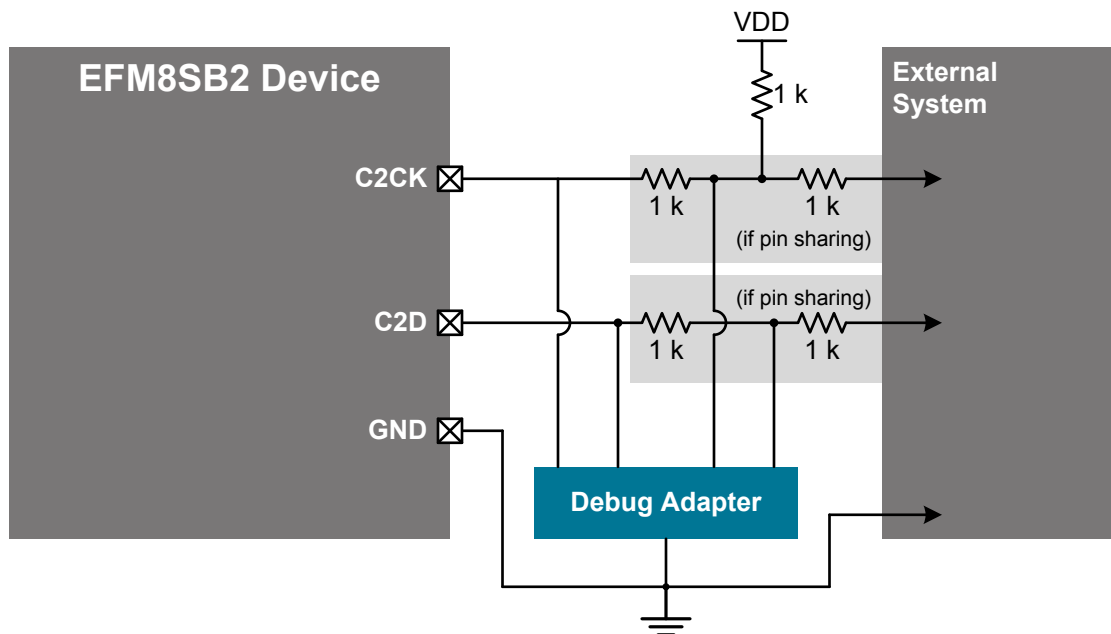 VDD
EFM8SB2 Device
External
System
1 k
C2CK
1 k
1 k
(if pin sharing)
(if pin sharing)
C2D
1 k
1 k
GND
Debug Adapter